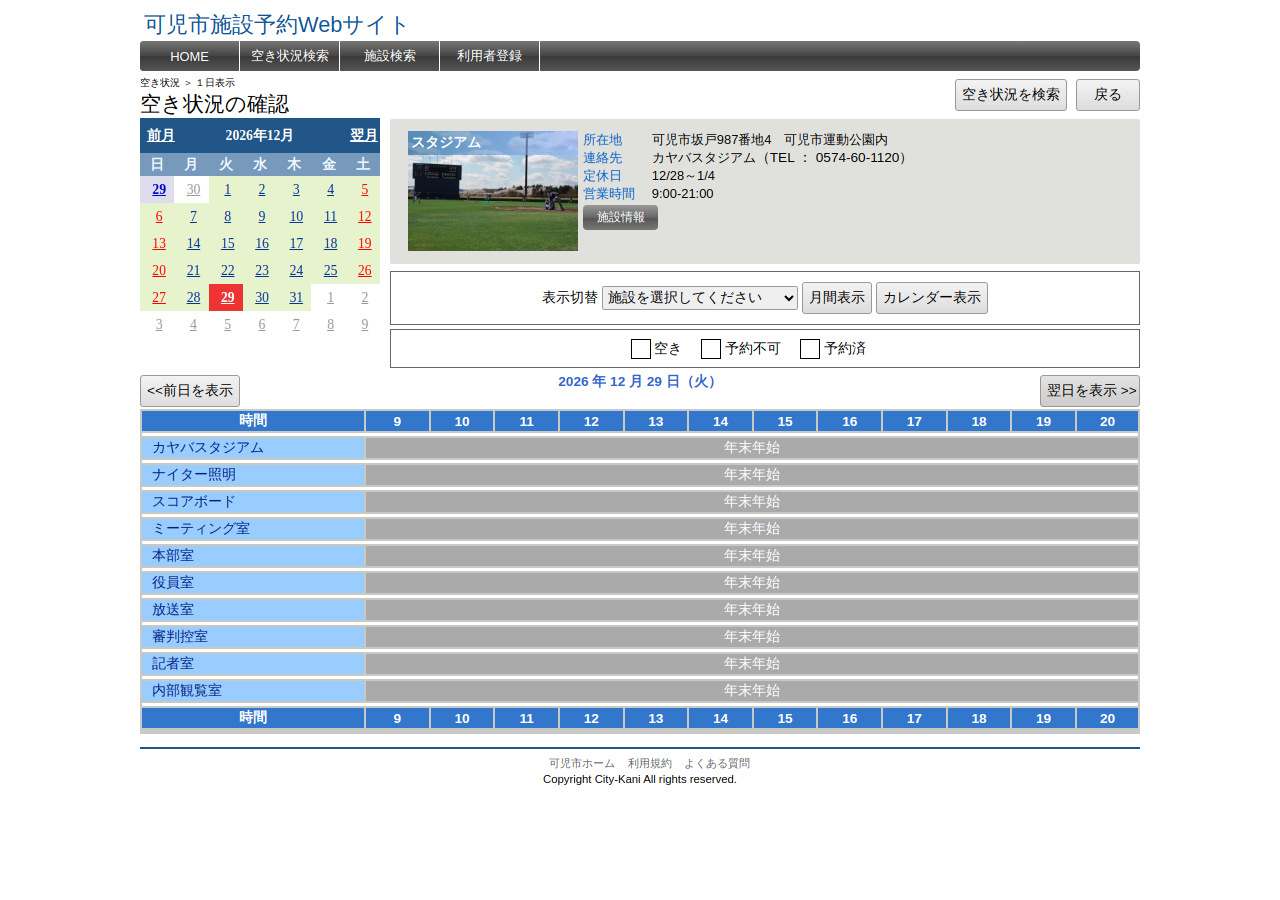 可児市施設予約Webサイト
HOME 空き状況検索 施設検索 利用者登録
空き状況 ＞ １日表示
空き状況の確認
空き状況を検索 戻る
前月 2026年12月 翌月
日 月 火 水 木 金 土
29 30 1 2 3 4 5
6 7 8 9 10 11 12
13 14 15 16 17 18 19
20 21 22 23 24 25 26
27 28 29 30 31 1 2
3 4 5 6 7 8 9
スタジアム
所在地 可児市坂戸987番地4　可児市運動公園内
連絡先 カヤバスタジアム（TEL ： 0574-60-1120）
定休日 12/28～1/4
営業時間 9:00-21:00
施設情報
表示切替 施設を選択してください 月間表示 カレンダー表示
空き 予約不可 予約済
<<前日を表示 2026 年 12 月 29 日（火） 翌日を表示 >>
時間 9 10 11 12 13 14 15 16 17 18 19 20
カヤバスタジアム 年末年始
ナイター照明 年末年始
スコアボード 年末年始
ミーティング室 年末年始
本部室 年末年始
役員室 年末年始
放送室 年末年始
審判控室 年末年始
記者室 年末年始
内部観覧室 年末年始
時間 9 10 11 12 13 14 15 16 17 18 19 20
可児市ホーム 利用規約 よくある質問
Copyright City-Kani All rights reserved.